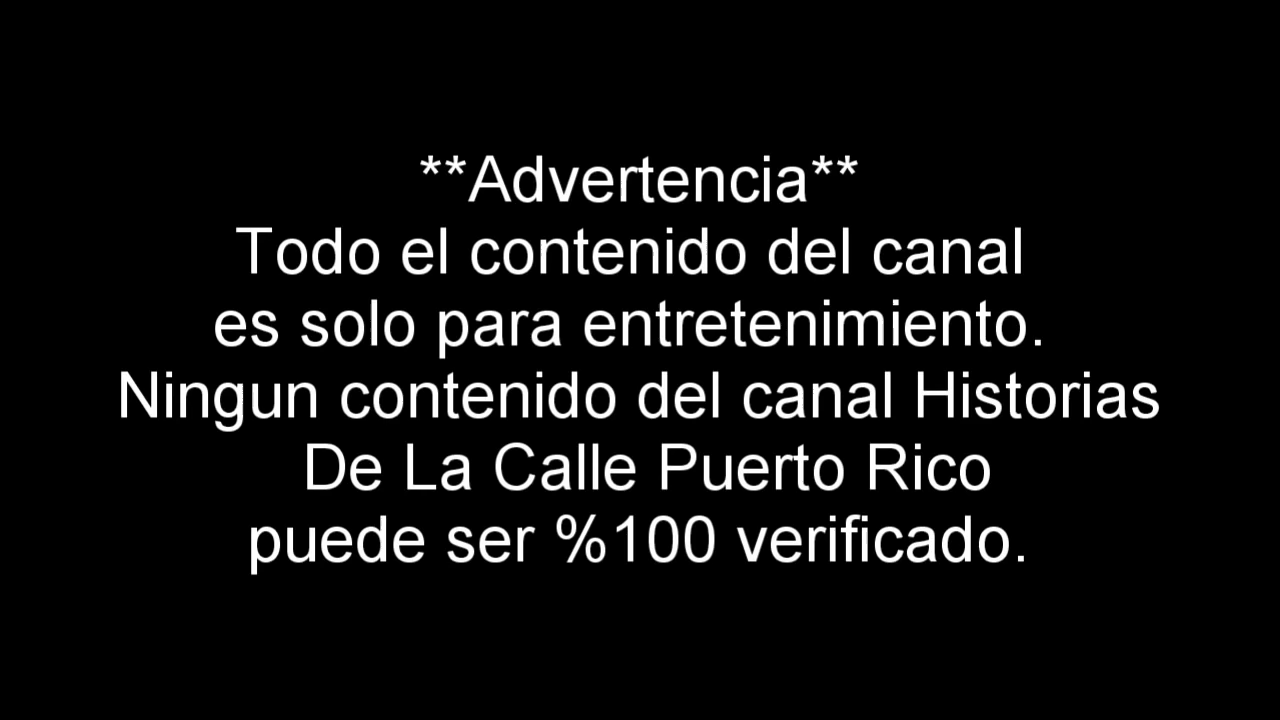 **Advertencia**
Todo el contenido del canal
es solo para entretenimiento.
Ningun contenido del canal Historias
De La Calle Puerto Rico
puede ser %100 verificado.